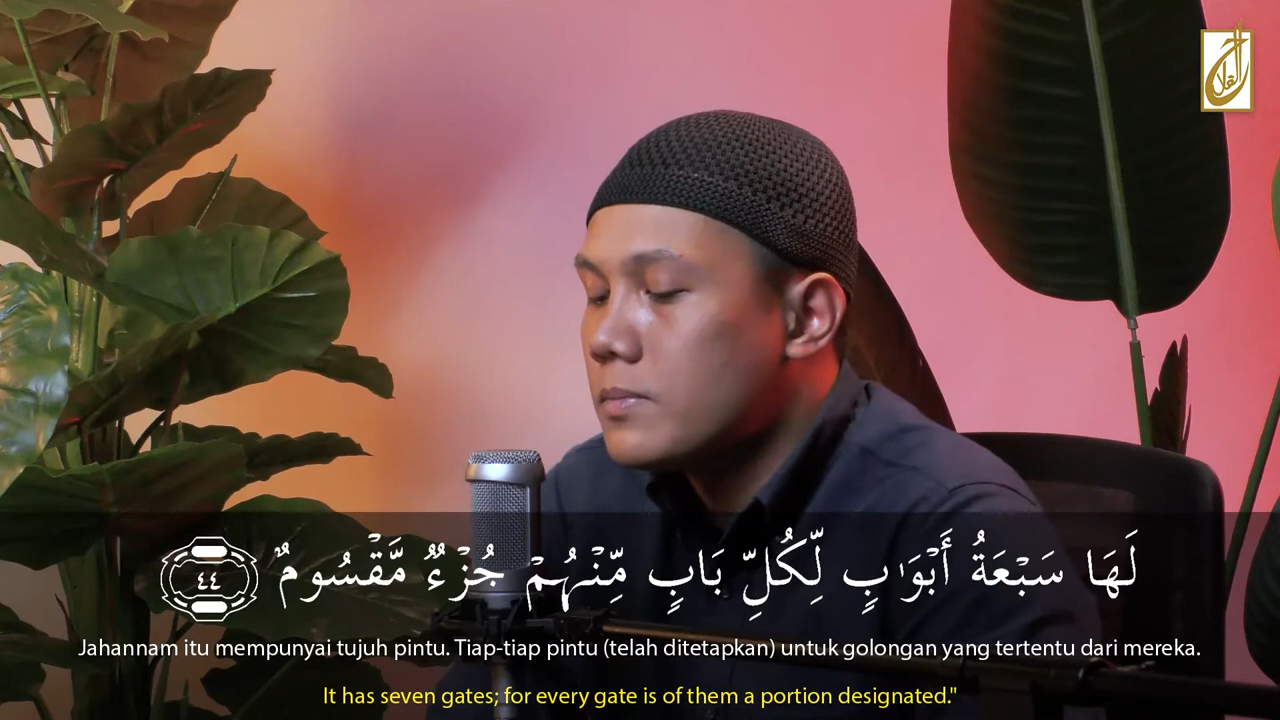 الفلاح
لَهَا سَبْعَةُ أَبْوَٰبٍ لِّكُلِّ بَابٍ مِّنْهُمْ جُزْءٌ مَّقْسُومٌ ٤٤
Jahannam itu mempunyai tujuh pintu. Tiap-tiap pintu (telah ditetapkan) untuk golongan yang tertentu dari mereka.
It has seven gates; for every gate is of them a portion designated."